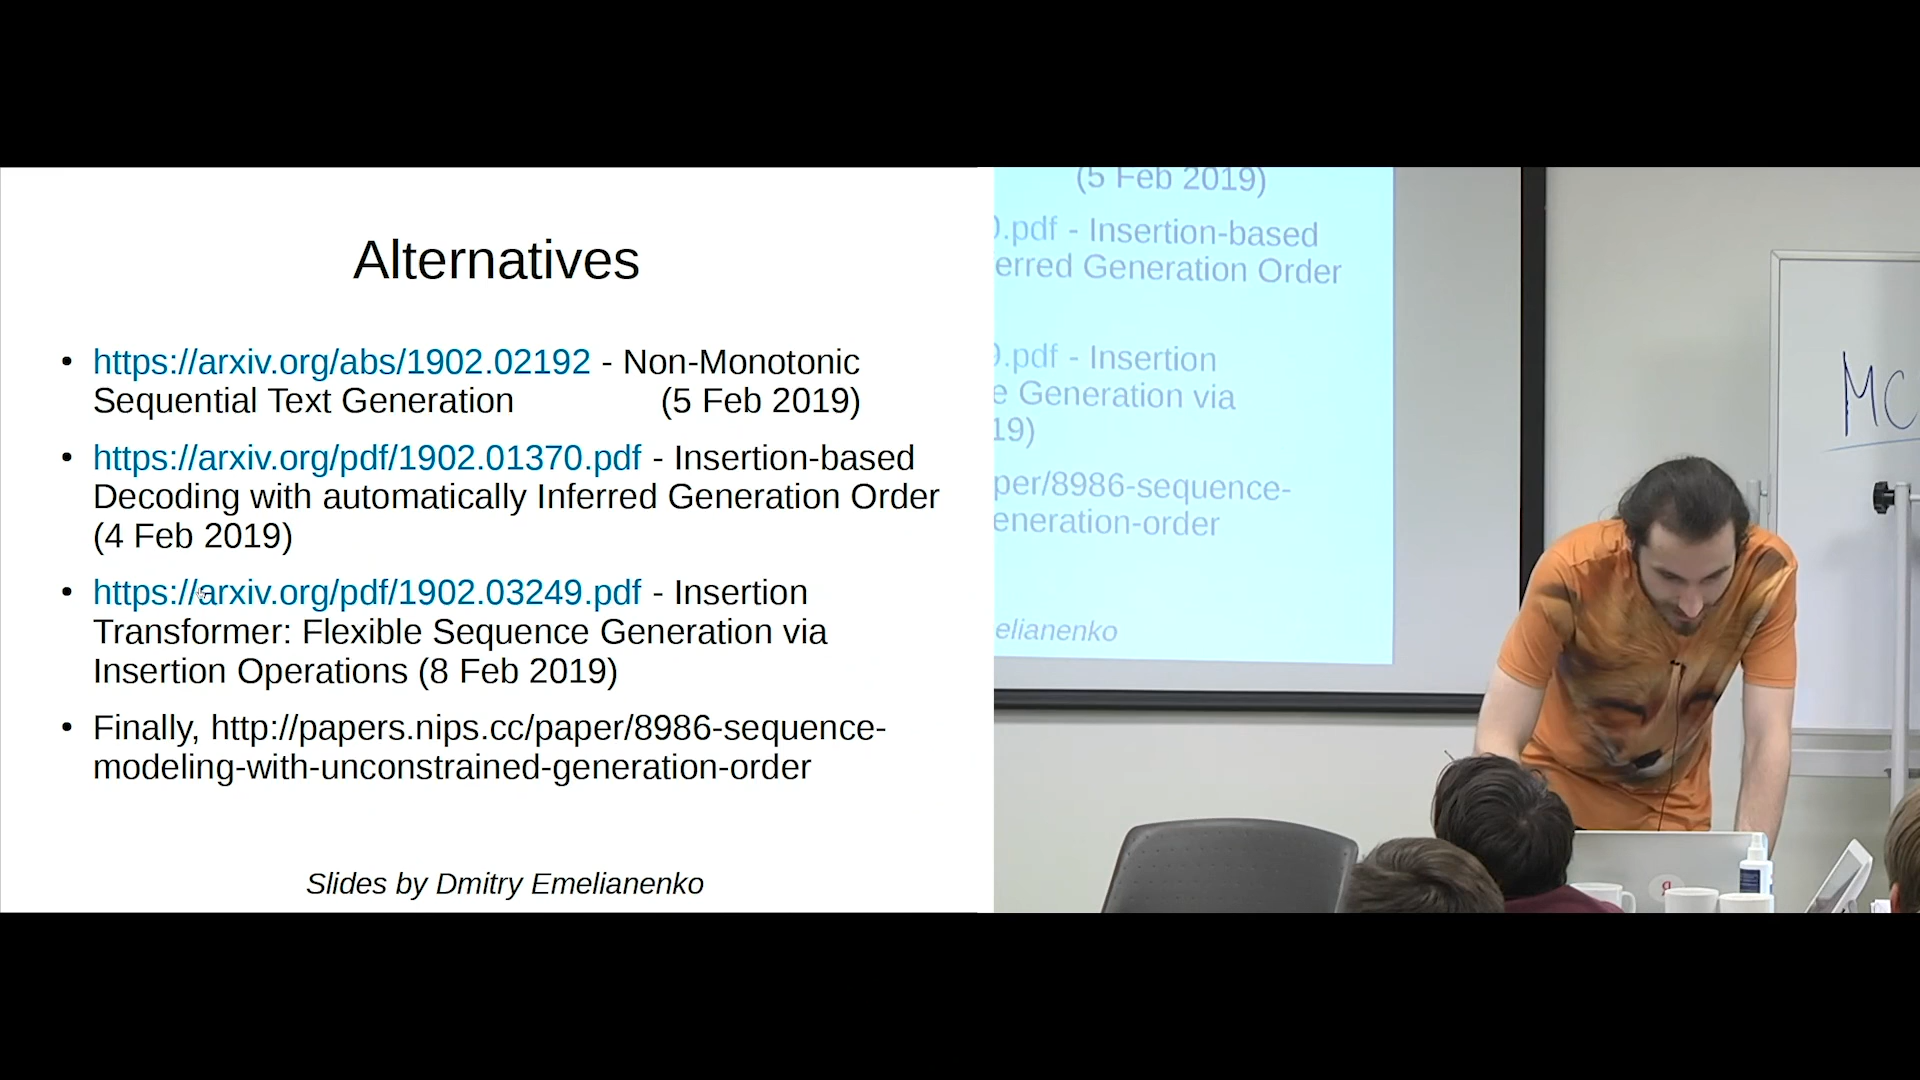 Alternatives
• https://arxiv.org/abs/1902.02192 - Non-Monotonic
Sequential Text Generation (5 Feb 2019)
• https://arxiv.org/pdf/1902.01370.pdf - Insertion-based
Decoding with automatically Inferred Generation Order
(4 Feb 2019)
• https://arxiv.org/pdf/1902.03249.pdf - Insertion
Transformer: Flexible Sequence Generation via
Insertion Operations (8 Feb 2019)
• Finally, http://papers.nips.cc/paper/8986-sequence-
modeling-with-unconstrained-generation-order
Slides by Dmitry Emelianenko
(5 Feb 2019)
0.pdf - Insertion-based
erred Generation Order
9.pdf - Insertion
e Generation via
19)
per/8986-sequence-
eneration-order
elianenko
MC
Я